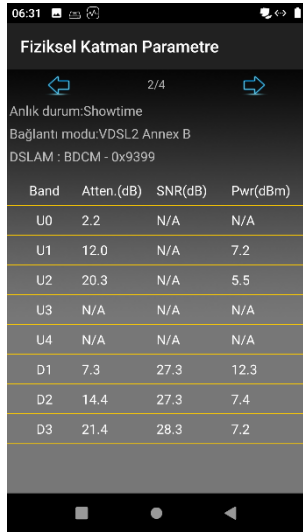 06:31
Fiziksel Katman Parametre
2/4
Anlık durum:Showtime
Bağlantı modu:VDSL2 Annex B
DSLAM : BDCM - 0x9399
Band Atten.(dB) SNR(dB) Pwr(dBm)
U0 2.2 N/A N/A
U1 12.0 N/A 7.2
U2 20.3 N/A 5.5
U3 N/A N/A N/A
U4 N/A N/A N/A
D1 7.3 27.3 12.3
D2 14.4 27.3 7.4
D3 21.4 28.3 7.2